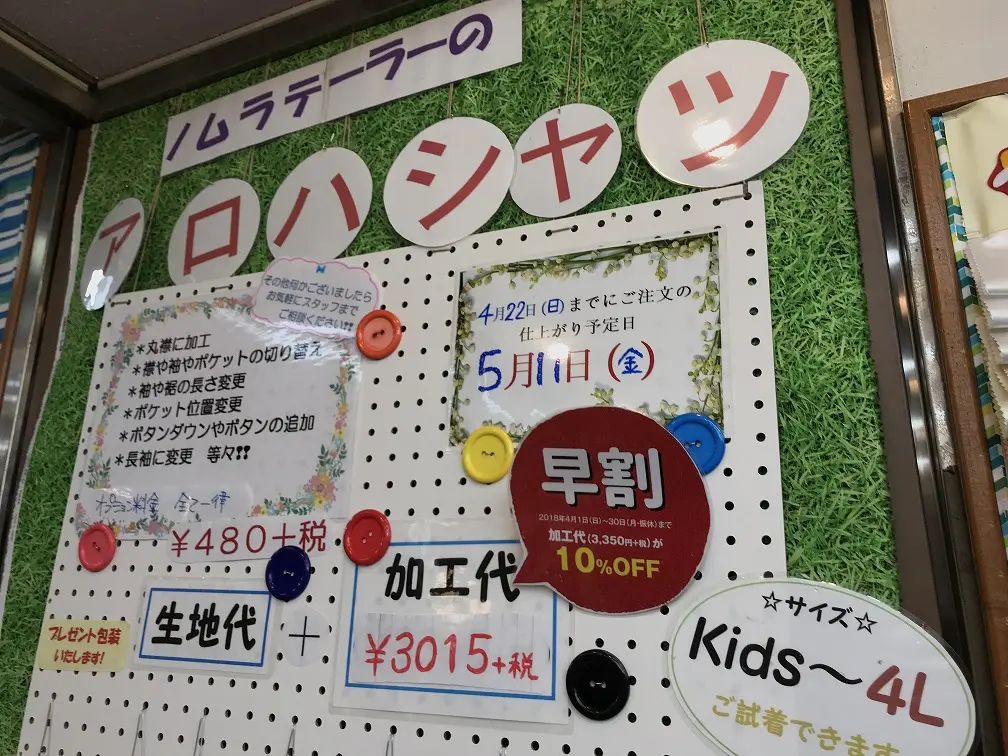 ノムラテーラーの
アロハシャツ
その他何かございましたら
お気軽にスタッフまで
ご相談ください!!
*丸襟に加工
*襟や袖やポケットの切り替え
*袖や裾の長さ変更
*ポケット位置変更
*ボタンダウンやボタンの追加
*長袖に変更 等々!!
オプション料金 全て一律
¥480+税
4月22日(日)までにご注文の
仕上がり予定日
5月11日(金)
早割
2018年4月1日(日)~30日(月・振休)まで
加工代(3,350円+税)が
10%OFF
プレゼント包装
いたします!
生地代
+
加工代
¥3015+税
☆サイズ☆
Kids~4L
ご試着できます